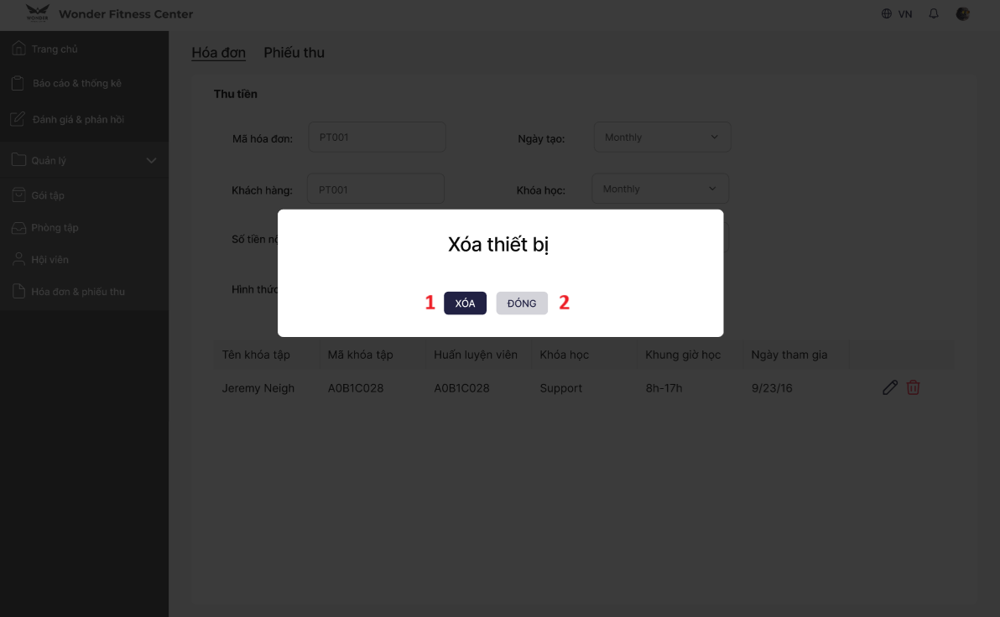 WONDER
Wonder Fitness Center
VN
Trang chủ
Báo cáo & thống kê
Đánh giá & phản hồi
Quản lý
Gói tập
Phòng tập
Hội viên
Hóa đơn & phiếu thu
Hóa đơn Phiếu thu
Thu tiền
Mã hóa đơn: PT001 Ngày tạo: Monthly
Khách hàng: PT001 Khóa học: Monthly
Số tiền
Hình thức
Xóa thiết bị
1 XÓA ĐÓNG 2
Tên khóa tập Mã khóa tập Huấn luyện viên Khóa học Khung giờ học Ngày tham gia
Jeremy Neigh A0B1C028 A0B1C028 Support 8h-17h 9/23/16